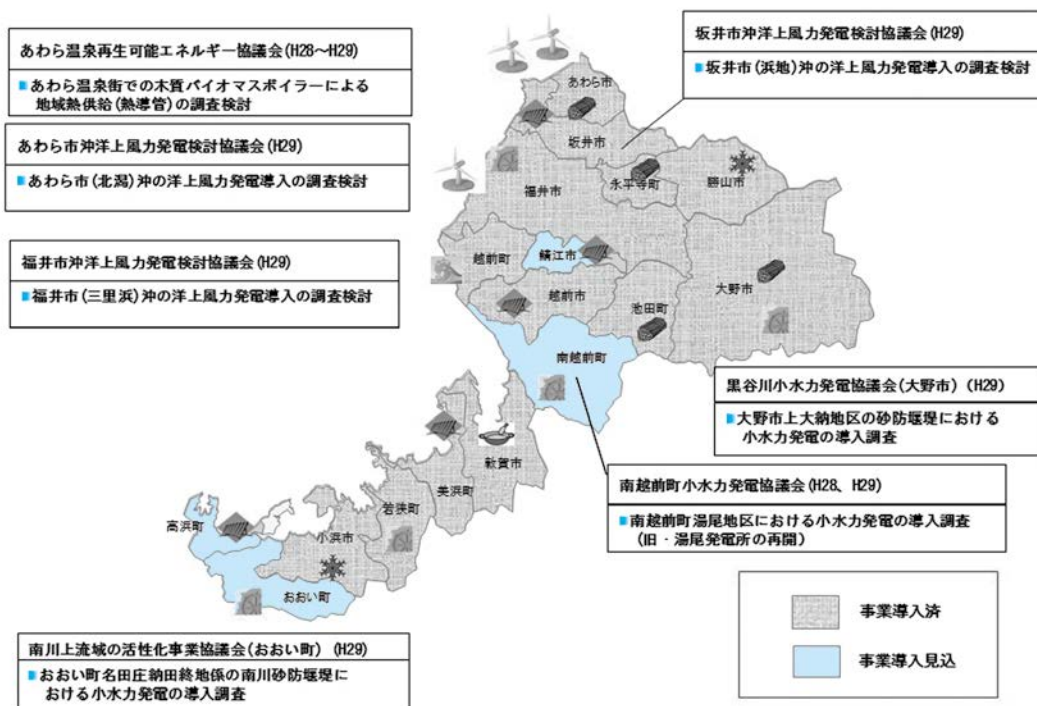 あわら温泉再生可能エネルギー協議会(H28～H29)
■あわら温泉街での木質バイオマスボイラーによる
地域熱供給(熱導管)の調査検討
あわら市沖洋上風力発電検討協議会(H29)
■あわら市(北潟)沖の洋上風力発電導入の調査検討
福井市沖洋上風力発電検討協議会(H29)
■福井市(三里浜)沖の洋上風力発電導入の調査検討
坂井市沖洋上風力発電検討協議会(H29)
■坂井市(浜地)沖の洋上風力発電導入の調査検討
あわら市
坂井市
福井市
永平寺町
勝山市
越前町
鯖江市
越前市
池田町
大野市
南越前町
敦賀市
美浜町
若狭町
小浜市
高浜町
おおい町
黒谷川小水力発電協議会(大野市) (H29)
■大野市上大納地区の砂防堰堤における
小水力発電の導入調査
南越前町小水力発電協議会(H28、H29)
■南越前町湯尾地区における小水力発電の導入調査
(旧・湯尾発電所の再開)
南川上流域の活性化事業協議会(おおい町) (H29)
■おおい町名田庄納田終地係の南川砂防堰堤に
おける小水力発電の導入調査
事業導入済
事業導入見込